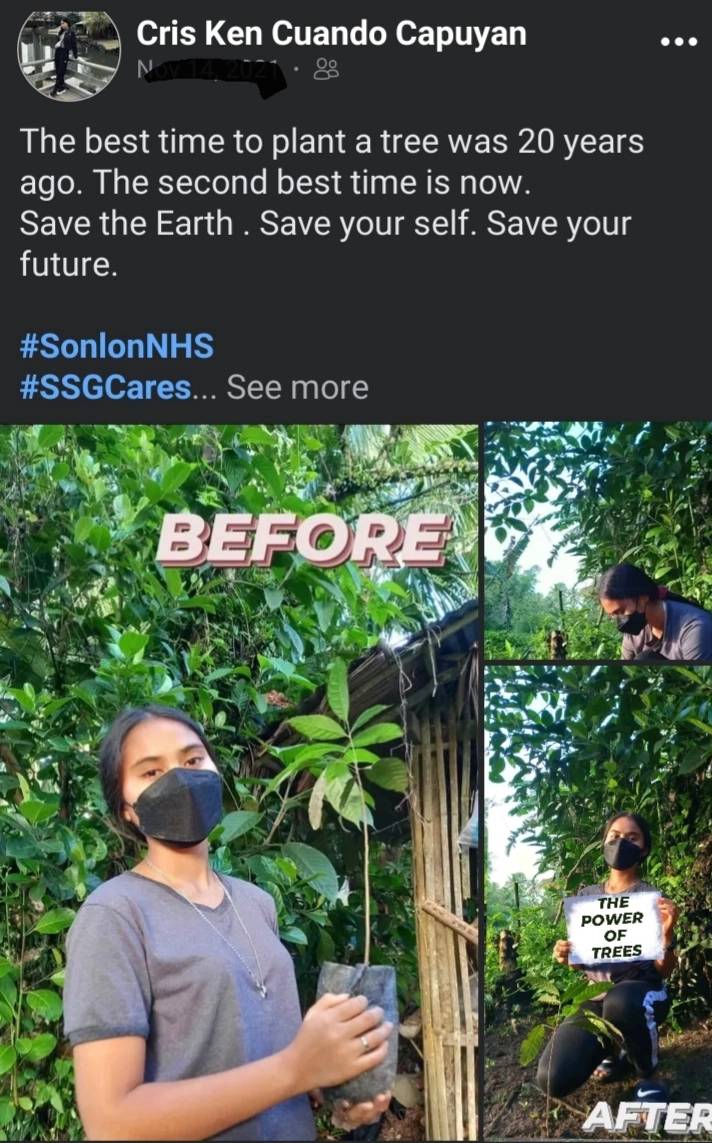 Cris Ken Cuando Capuyan
Nov 14, 2021
The best time to plant a tree was 20 years
ago. The second best time is now.
Save the Earth . Save your self. Save your
future.
#SonlonNHS
#SSGCares... See more
BEFORE
THE
POWER
OF
TREES
AFTER